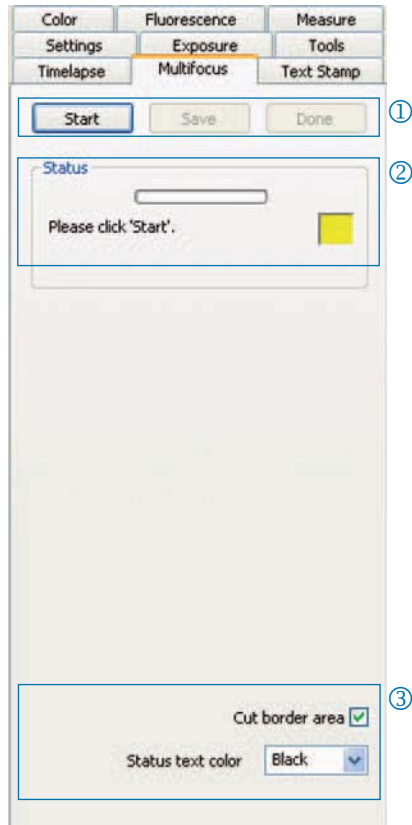 Color Fluorescence Measure
Settings Exposure Tools
Timelapse Multifocus Text Stamp
Start Save Done ①
Status ②
Please click 'Start'.
Cut border area ③
Status text color Black